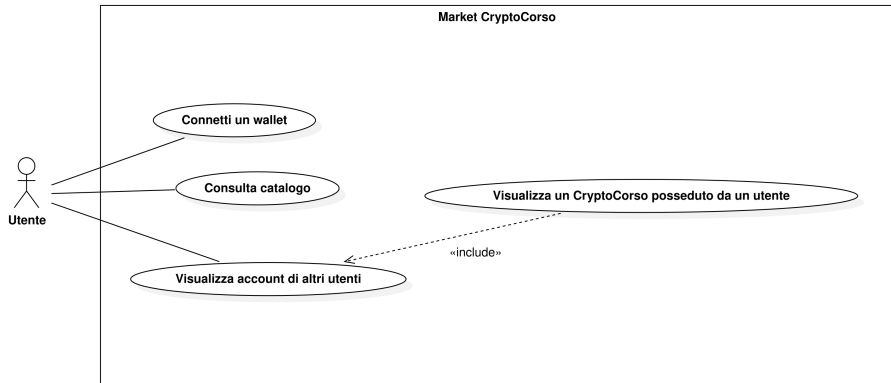 Market CryptoCorso
Connetti un wallet
Consulta catalogo
Visualizza un CryptoCorso posseduto da un utente
Utente
«include»
Visualizza account di altri utenti